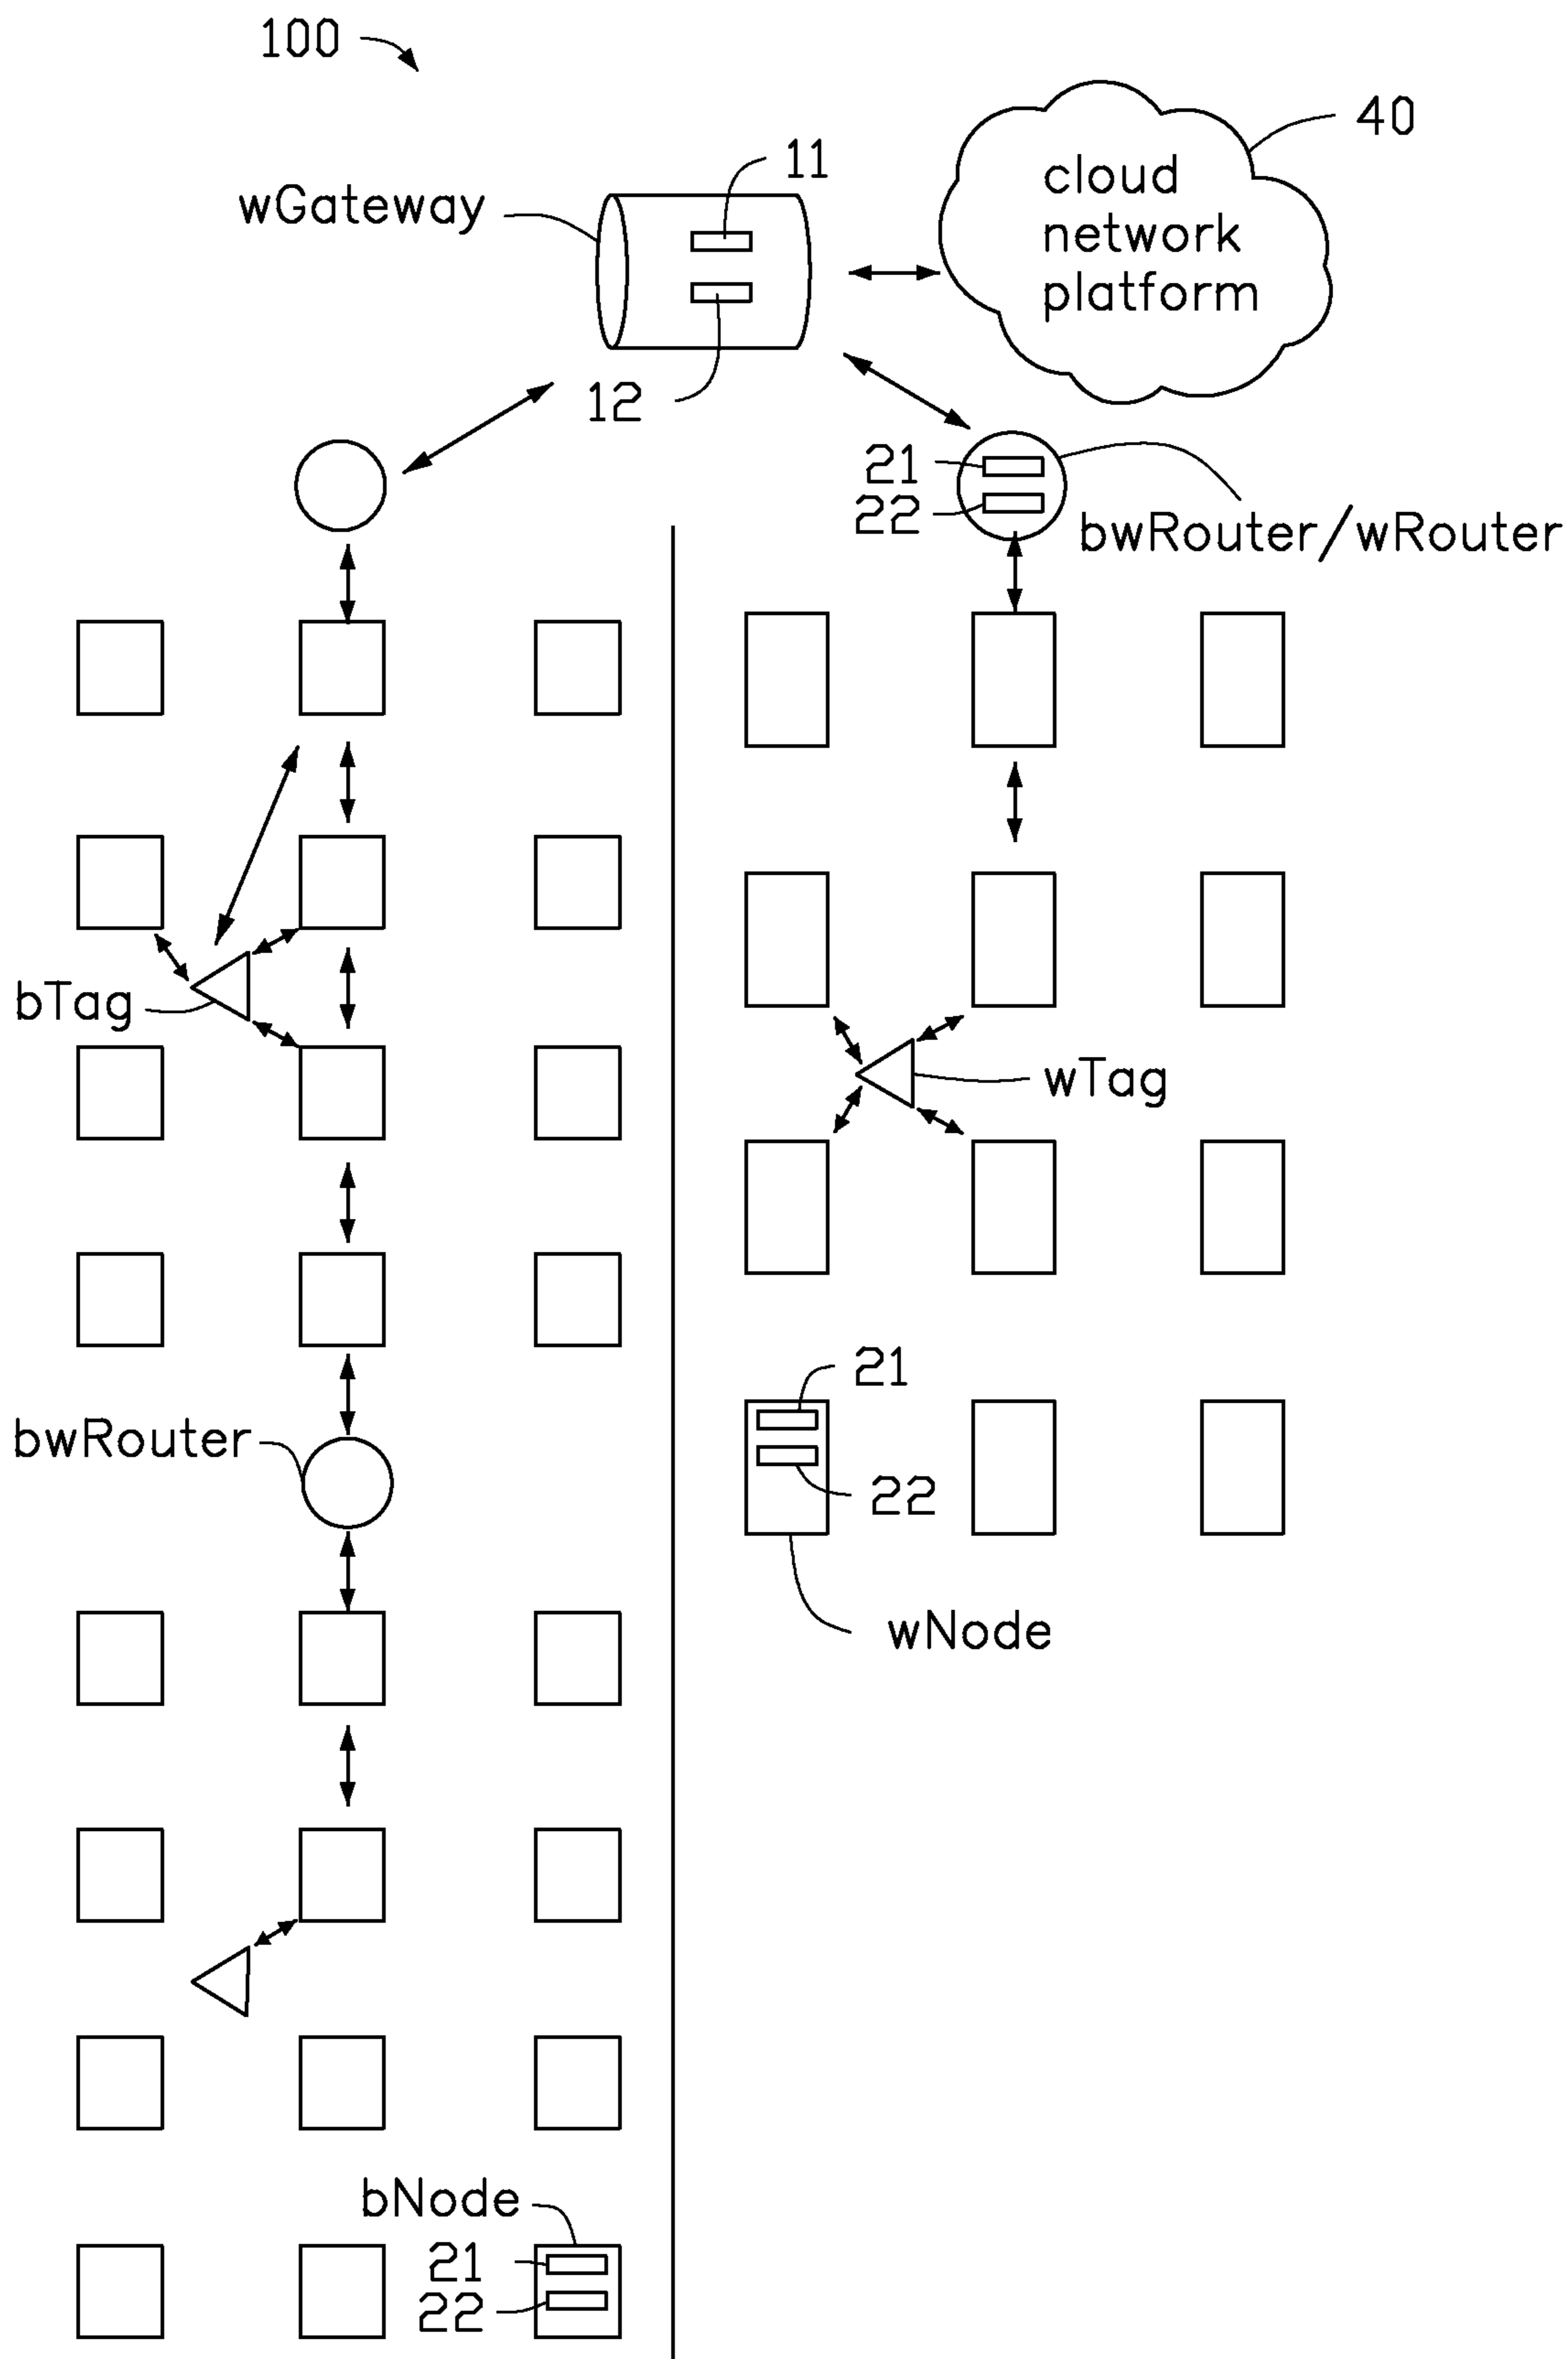 100
40
11
cloud
network
platform
wGateway
12
21
22
bwRouter/wRouter
bTag
wTag
21
bwRouter
22
wNode
bNode
21
22